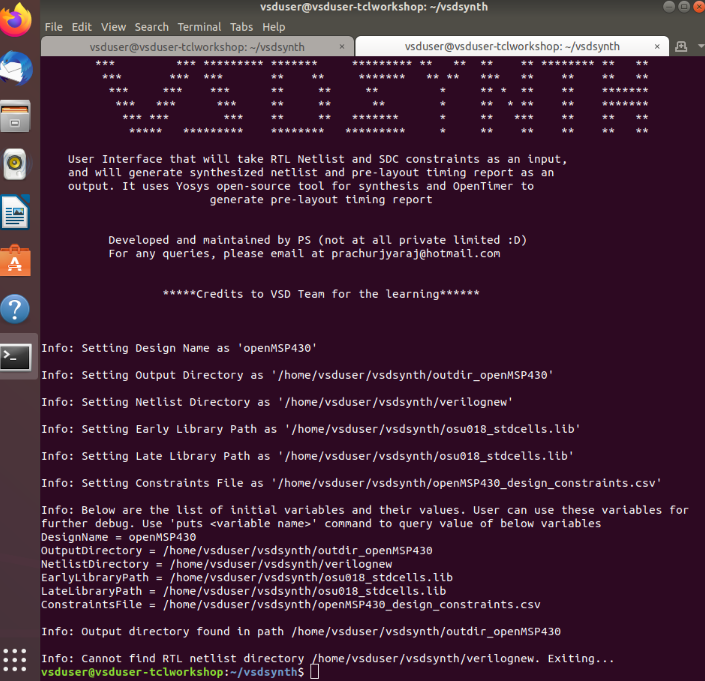 vsduser@vsduser-tclworkshop: ~/vsdsynth
File Edit View Search Terminal Tabs Help
vsduser@vsduser-tclworkshop: ~/vsdsynth × vsduser@vsduser-tclworkshop: ~/vsdsynth ×
*** *** ********* ******* ********* ** ** ** ** ******** ** **
*** *** *** ** ** ******* ** ** *** ** ** ** **
*** *** *** ** ** ** * ** * ** ** *******
*** *** *** ** ** ** * ** * ** ** *******
*** *** *** ** ** ******* * ** *** ** ** **
***** ********* ******** ********* * ** ** ** ** **
User Interface that will take RTL Netlist and SDC constraints as an input,
and will generate synthesized netlist and pre-layout timing report as an
output. It uses Yosys open-source tool for synthesis and OpenTimer to
generate pre-layout timing report
Developed and maintained by PS (not at all private limited :D)
For any queries, please email at prachurjyaraj@hotmail.com
*****Credits to VSD Team for the learning******
Info: Setting Design Name as 'openMSP430'
Info: Setting Output Directory as '/home/vsduser/vsdsynth/outdir_openMSP430'
Info: Setting Netlist Directory as '/home/vsduser/vsdsynth/verilognew'
Info: Setting Early Library Path as '/home/vsduser/vsdsynth/osu018_stdcells.lib'
Info: Setting Late Library Path as '/home/vsduser/vsdsynth/osu018_stdcells.lib'
Info: Setting Constraints File as '/home/vsduser/vsdsynth/openMSP430_design_constraints.csv'
Info: Below are the list of initial variables and their values. User can use these variables for
further debug. Use 'puts <variable name>' command to query value of below variables
DesignName = openMSP430
OutputDirectory = /home/vsduser/vsdsynth/outdir_openMSP430
NetlistDirectory = /home/vsduser/vsdsynth/verilognew
EarlyLibraryPath = /home/vsduser/vsdsynth/osu018_stdcells.lib
LateLibraryPath = /home/vsduser/vsdsynth/osu018_stdcells.lib
ConstraintsFile = /home/vsduser/vsdsynth/openMSP430_design_constraints.csv
Info: Output directory found in path /home/vsduser/vsdsynth/outdir_openMSP430
Info: Cannot find RTL netlist directory /home/vsduser/vsdsynth/verilognew. Exiting...
vsduser@vsduser-tclworkshop:~/vsdsynth$